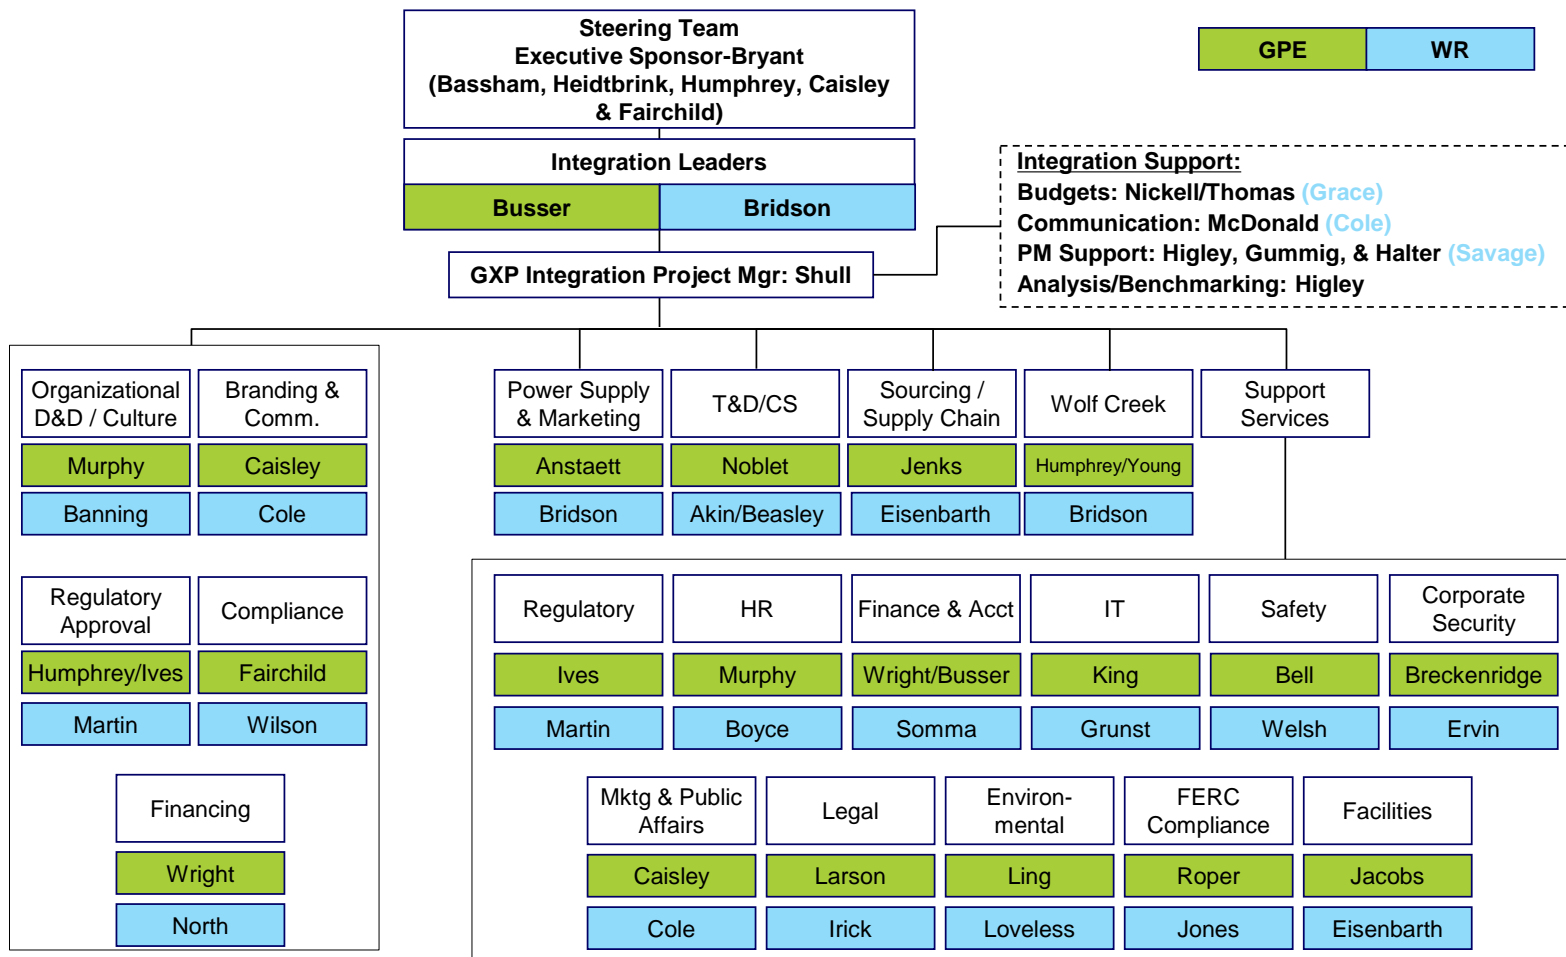 Steering Team
Executive Sponsor-Bryant
(Bassham, Heidtbrink, Humphrey, Caisley
& Fairchild)
GPE
WR
Integration Leaders
Busser
Bridson
GXP Integration Project Mgr: Shull
Integration Support:
Budgets: Nickell/Thomas (Grace)
Communication: McDonald (Cole)
PM Support: Higley, Gummig, & Halter (Savage)
Analysis/Benchmarking: Higley
Organizational
D&D / Culture
Murphy
Banning
Branding &
Comm.
Caisley
Cole
Regulatory
Approval
Humphrey/Ives
Martin
Compliance
Fairchild
Wilson
Financing
Wright
North
Power Supply
& Marketing
Anstaett
Bridson
T&D/CS
Noblet
Akin/Beasley
Sourcing /
Supply Chain
Jenks
Eisenbarth
Wolf Creek
Humphrey/Young
Bridson
Support
Services
Regulatory
Ives
Martin
HR
Murphy
Boyce
Finance & Acct
Wright/Busser
Somma
IT
King
Grunst
Safety
Bell
Welsh
Corporate
Security
Breckenridge
Ervin
Mktg & Public
Affairs
Caisley
Cole
Legal
Larson
Irick
Environ-
mental
Ling
Loveless
FERC
Compliance
Roper
Jones
Facilities
Jacobs
Eisenbarth